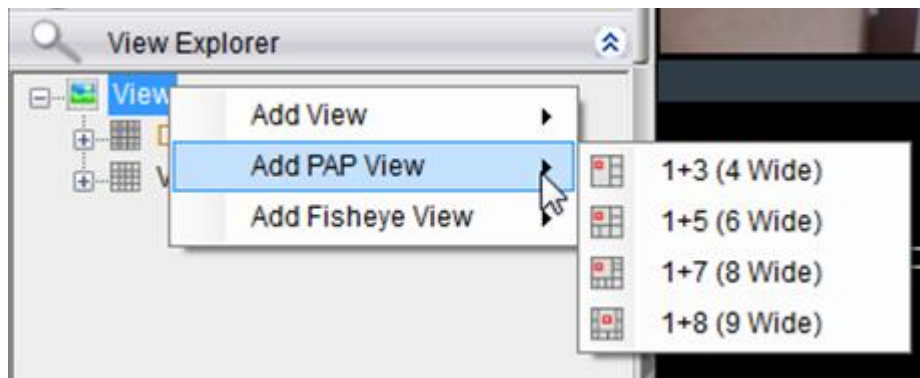 View Explorer
View
Add View
Add PAP View
Add Fisheye View
1+3 (4 Wide)
1+5 (6 Wide)
1+7 (8 Wide)
1+8 (9 Wide)